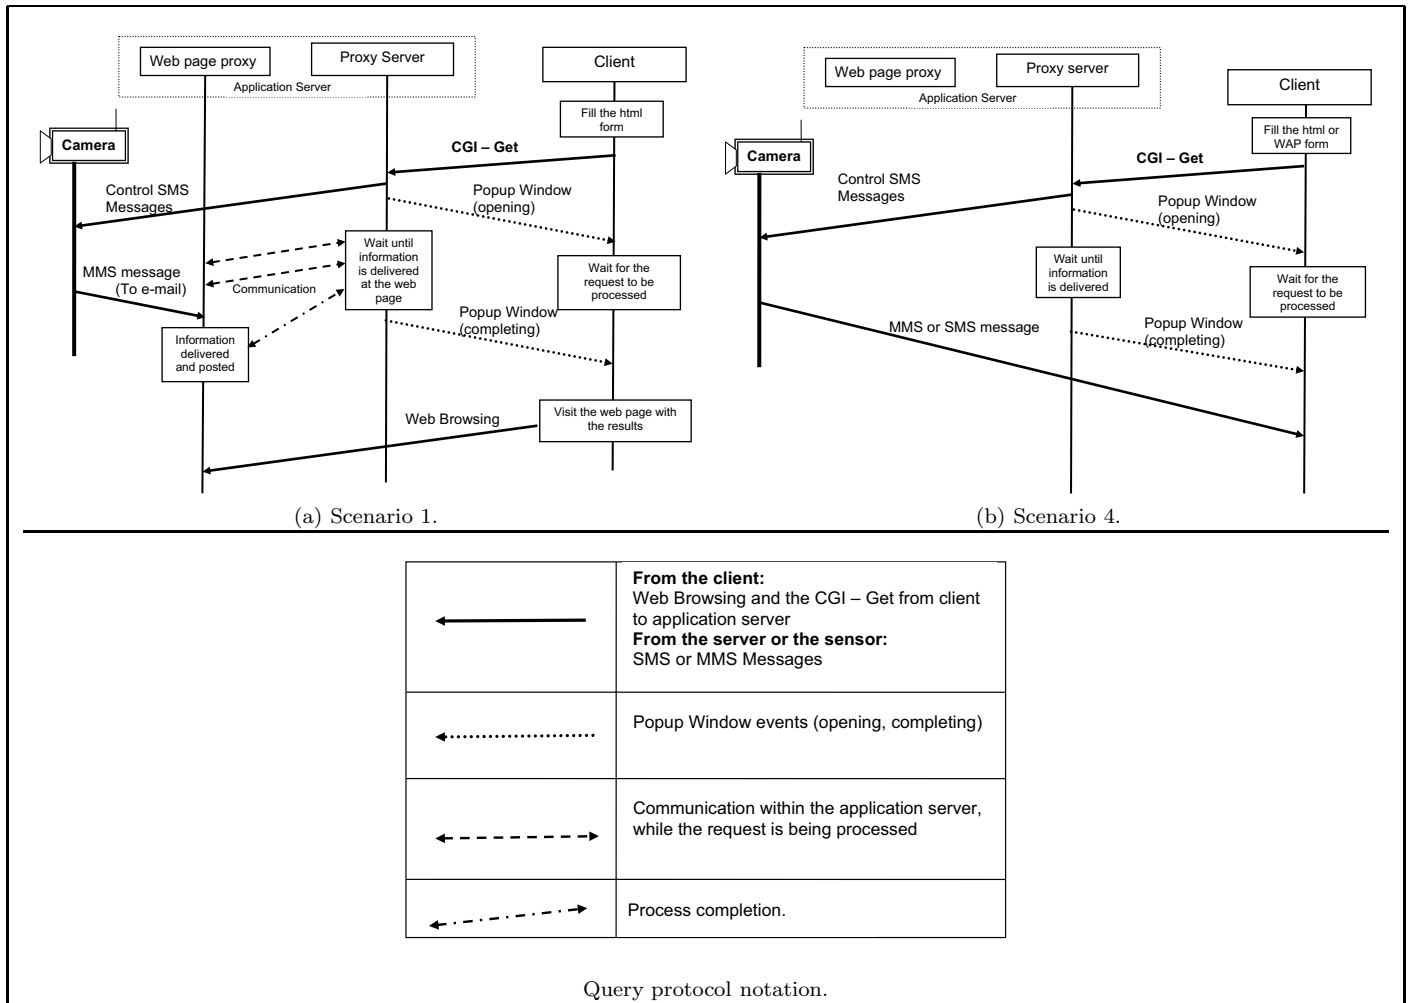 Web page proxy
Proxy Server
Application Server
Client
Fill the html
form
Camera
CGI – Get
Control SMS
Messages
Popup Window
(opening)
Wait until
information
is delivered
at the web
page
Wait for the
request to be
processed
MMS message
(To e-mail)
Communication
Popup Window
(completing)
Information
delivered
and posted
Visit the web page with
the results
Web Browsing
(a) Scenario 1.
Web page proxy
Proxy server
Application Server
Client
Fill the html or
WAP form
Camera
CGI – Get
Control SMS
Messages
Popup Window
(opening)
Wait until
information
is delivered
Wait for the
request to be
processed
MMS or SMS message
Popup Window
(completing)
(b) Scenario 4.
From the client:
Web Browsing and the CGI – Get from client
to application server
From the server or the sensor:
SMS or MMS Messages
Popup Window events (opening, completing)
Communication within the application server,
while the request is being processed
Process completion.
Query protocol notation.